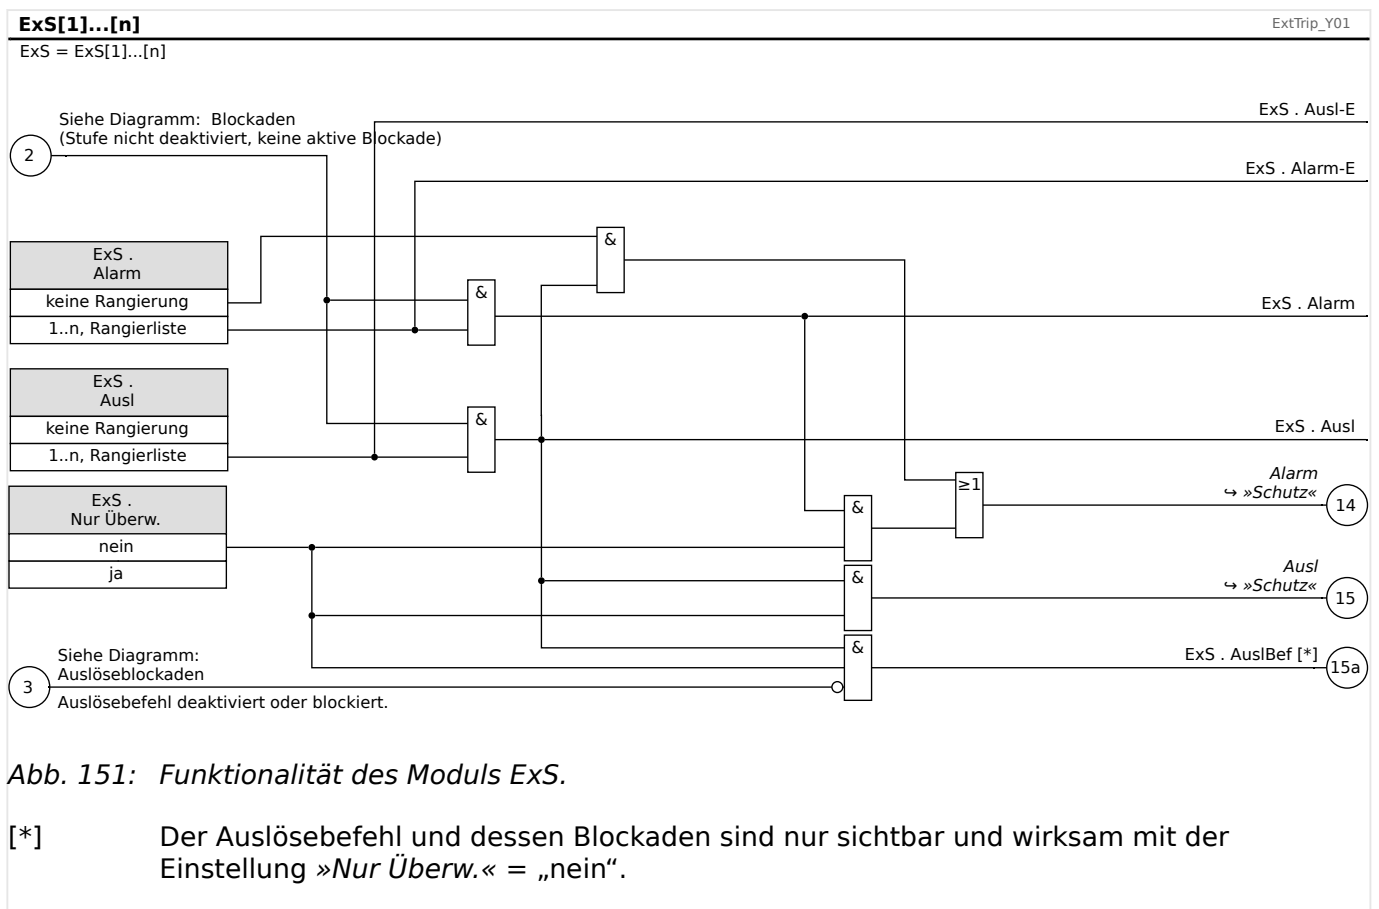 ExS[1]...[n]
ExtTrip_Y01
ExS = ExS[1]...[n]
Siehe Diagramm:  Blockaden
(Stufe nicht deaktiviert, keine aktive Blockade)
2
ExS . Ausl-E
ExS . Alarm-E
&
ExS .
Alarm
keine Rangierung
1..n, Rangierliste
&
ExS . Alarm
ExS .
Ausl
keine Rangierung
1..n, Rangierliste
&
ExS . Ausl
≥1
Alarm
↪ »Schutz«
14
ExS .
Nur Überw.
nein
ja
&
&
Ausl
↪ »Schutz«
15
&
ExS . AuslBef [*]
15a
Siehe Diagramm:
Auslöseblockaden
3
Auslösebefehl deaktiviert oder blockiert.
Abb. 151: Funktionalität des Moduls ExS.
[*] Der Auslösebefehl und dessen Blockaden sind nur sichtbar und wirksam mit der
Einstellung »Nur Überw.« = „nein“.